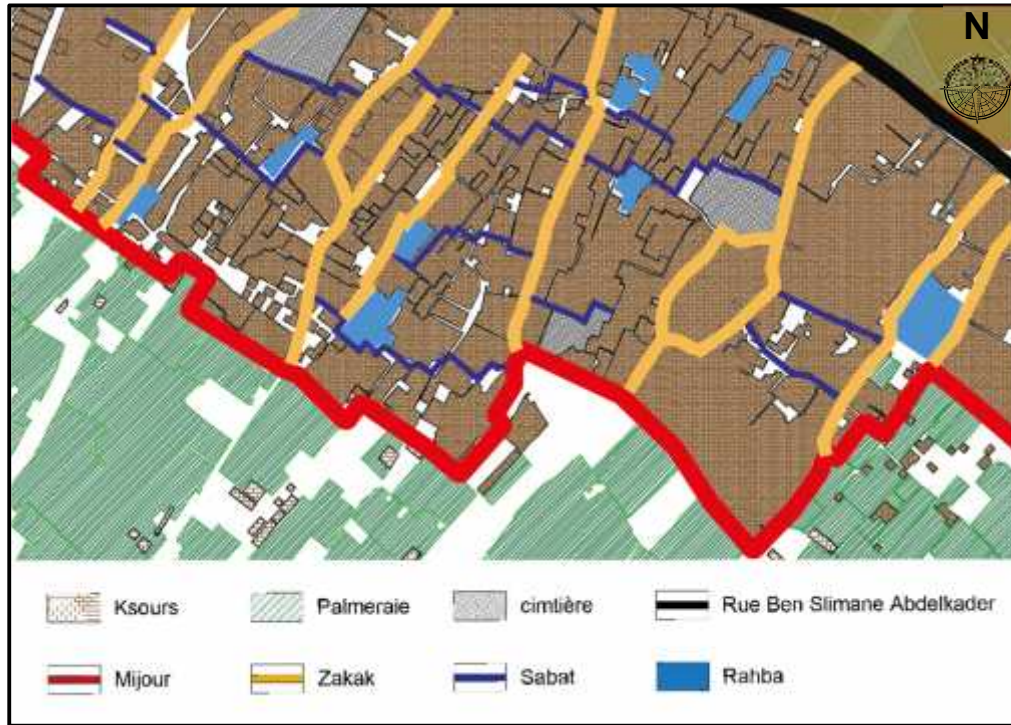 N
Ksours
Palmeraie
cimtière
Rue Ben Slimane Abdelkader
Mijour
Zakak
Sabat
Rahba